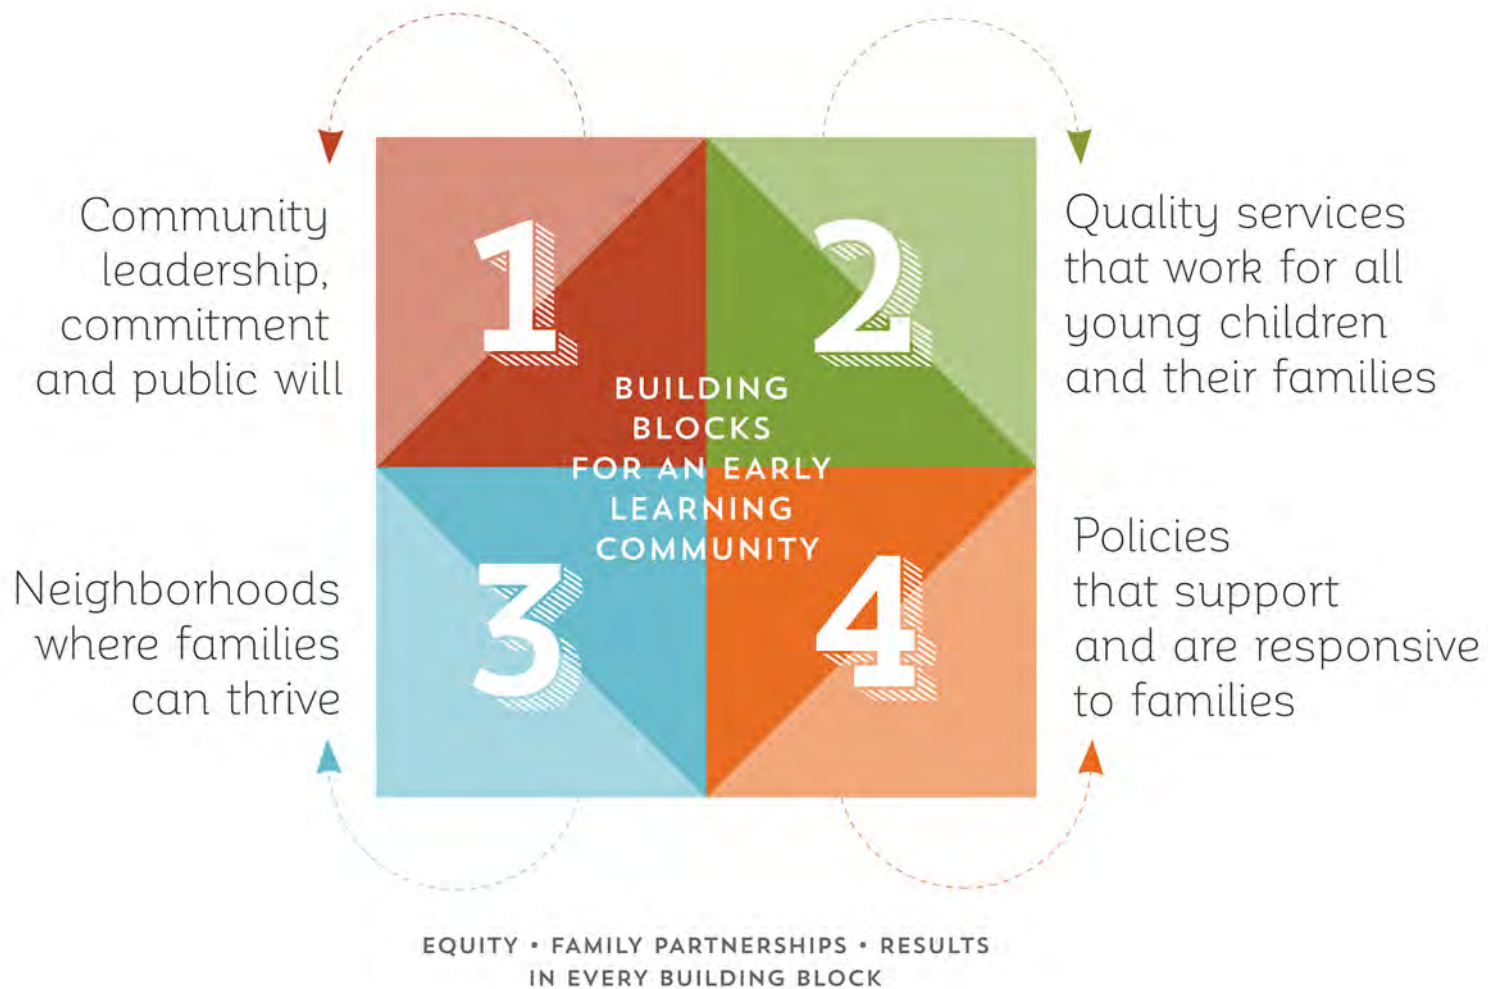 1
Community
leadership,
commitment
and public will
2
Quality services
that work for all
young children
and their families
BUILDING
BLOCKS
FOR AN EARLY
LEARNING
COMMUNITY
3
Neighborhoods
where families
can thrive
4
Policies
that support
and are responsive
to families
EQUITY • FAMILY PARTNERSHIPS • RESULTS
IN EVERY BUILDING BLOCK